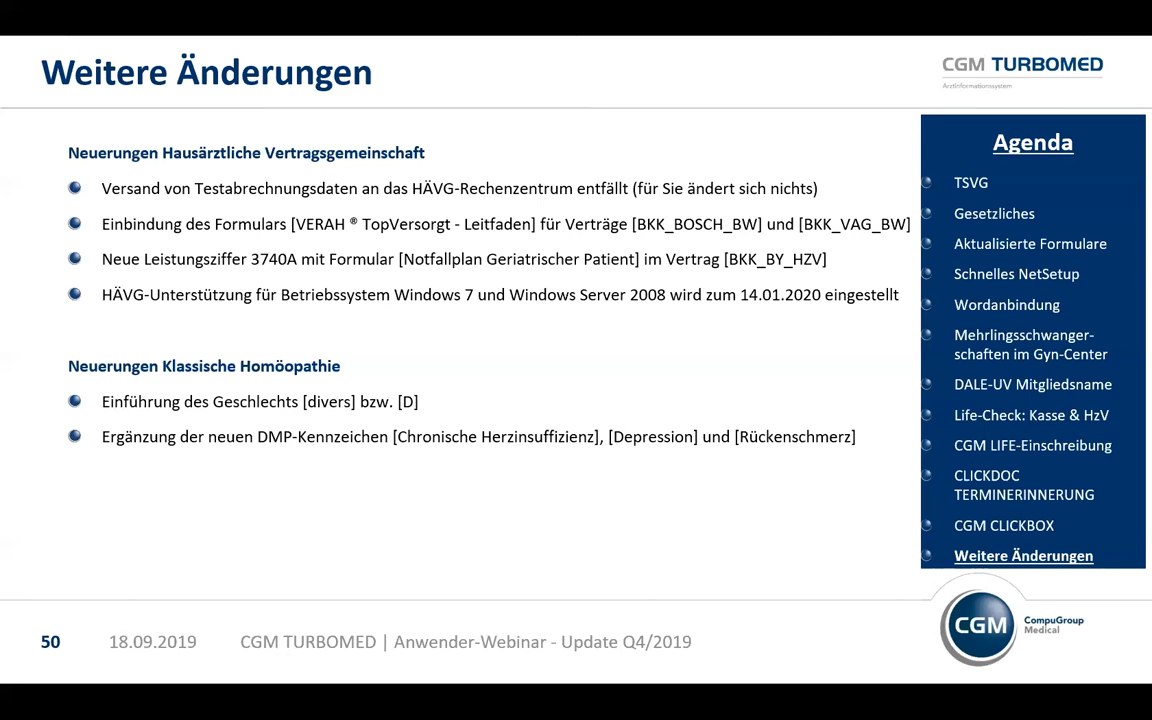 Weitere Änderungen
CGM TURBOMED
Arztinformationssystem
Neuerungen Hausärztliche Vertragsgemeinschaft
Versand von Testabrechnungsdaten an das HÄVG-Rechenzentrum entfällt (für Sie ändert sich nichts)
Einbindung des Formulars [VERAH ® TopVersorgt - Leitfaden] für Verträge [BKK_BOSCH_BW] und [BKK_VAG_BW]
Neue Leistungsziffer 3740A mit Formular [Notfallplan Geriatrischer Patient] im Vertrag [BKK_BY_HZV]
HÄVG-Unterstützung für Betriebssystem Windows 7 und Windows Server 2008 wird zum 14.01.2020 eingestellt
Neuerungen Klassische Homöopathie
Einführung des Geschlechts [divers] bzw. [D]
Ergänzung der neuen DMP-Kennzeichen [Chronische Herzinsuffizienz], [Depression] und [Rückenschmerz]
Agenda
TSVG
Gesetzliches
Aktualisierte Formulare
Schnelles NetSetup
Wordanbindung
Mehrlingsschwanger-
schaften im Gyn-Center
DALE-UV Mitgliedsname
Life-Check: Kasse & HzV
CGM LIFE-Einschreibung
CLICKDOC
TERMINERINNERUNG
CGM CLICKBOX
Weitere Änderungen
50 18.09.2019 CGM TURBOMED | Anwender-Webinar - Update Q4/2019
CGM
CompuGroup
Medical